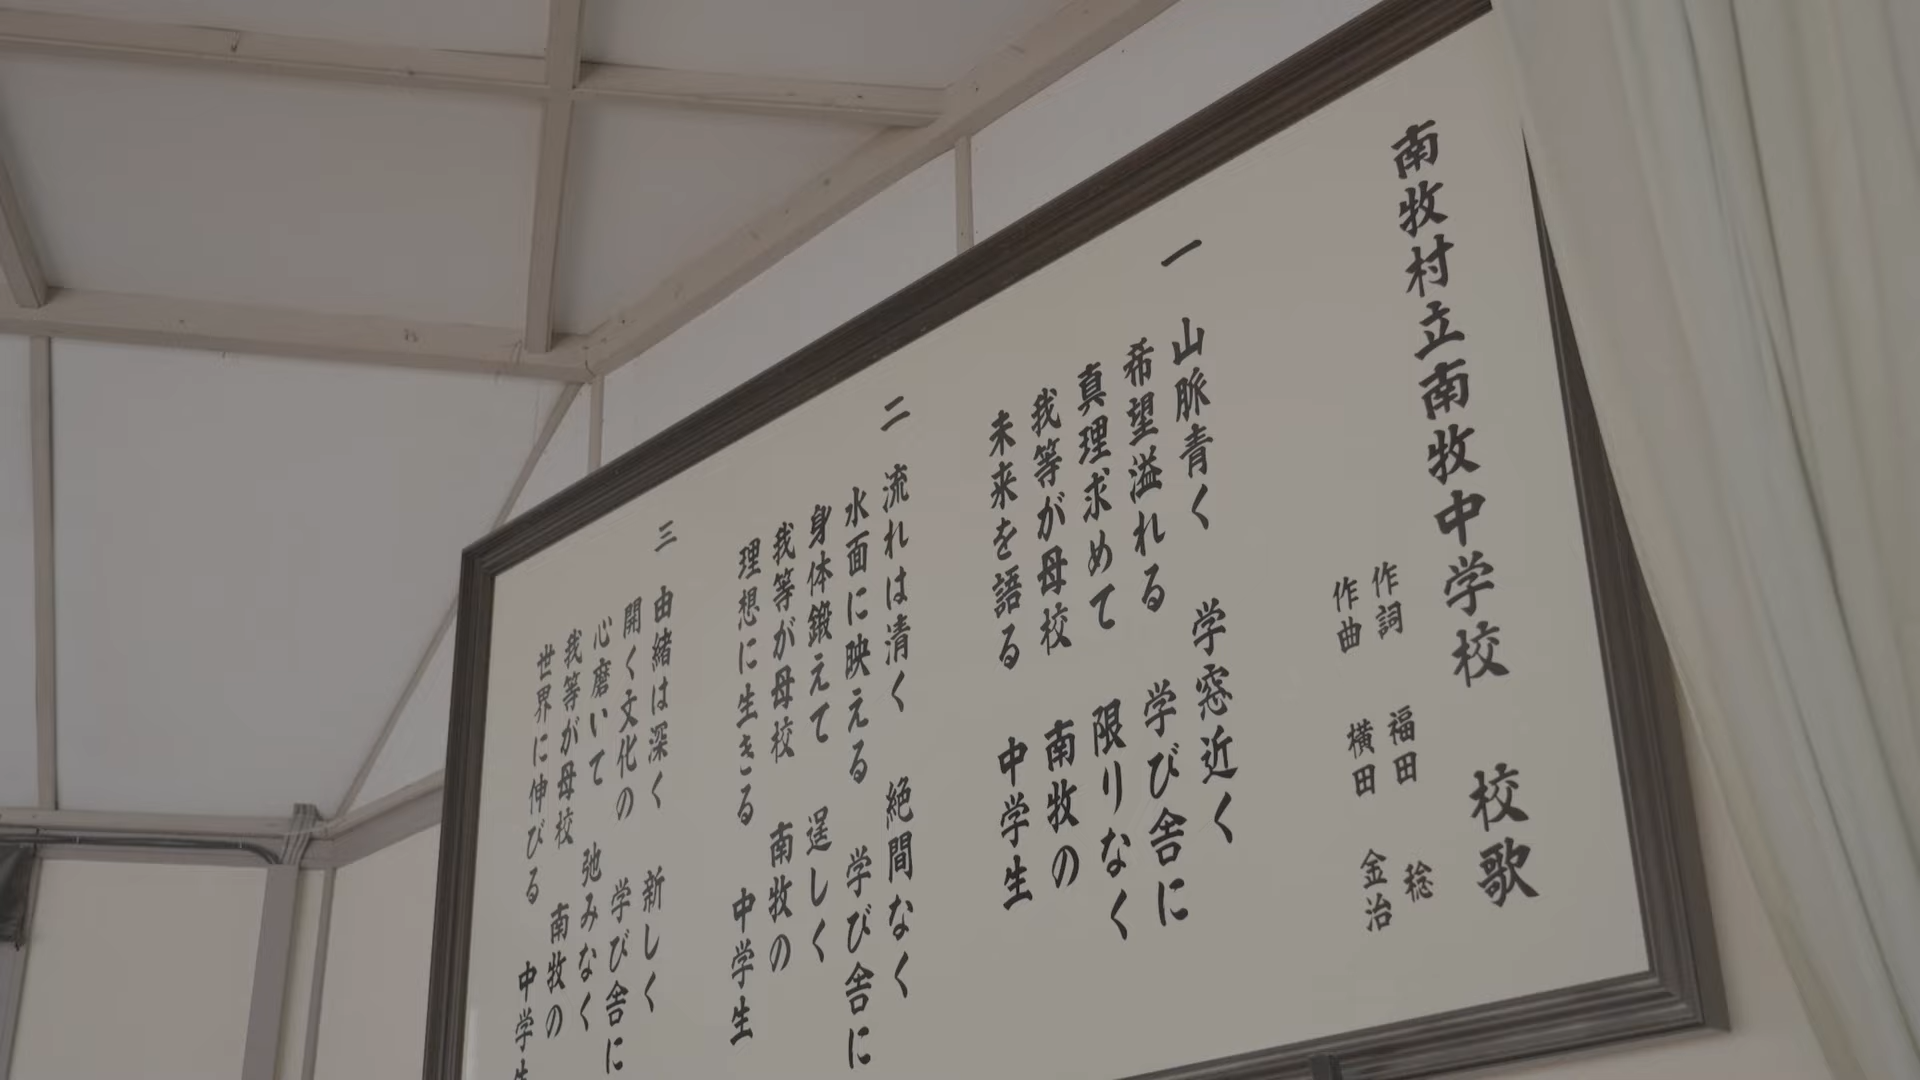 南牧村立南牧中学校 校歌
作詞 福田 稔
作曲 横田 金治
一 山脈青く 学窓近く
希望溢れる 学び舎に
真理求めて 限りなく
我等が母校 南牧の
未来を語る 中学生
二 流れは清く 絶間なく
水面に映える 学び舎に
身体鍛えて 逞しく
我等が母校 南牧の
理想に生きる 中学生
三 由緒は深く 新しく
開く文化の 学び舎に
心磨いて 弛みなく
我等が母校 南牧の
世界に伸びる 中学生